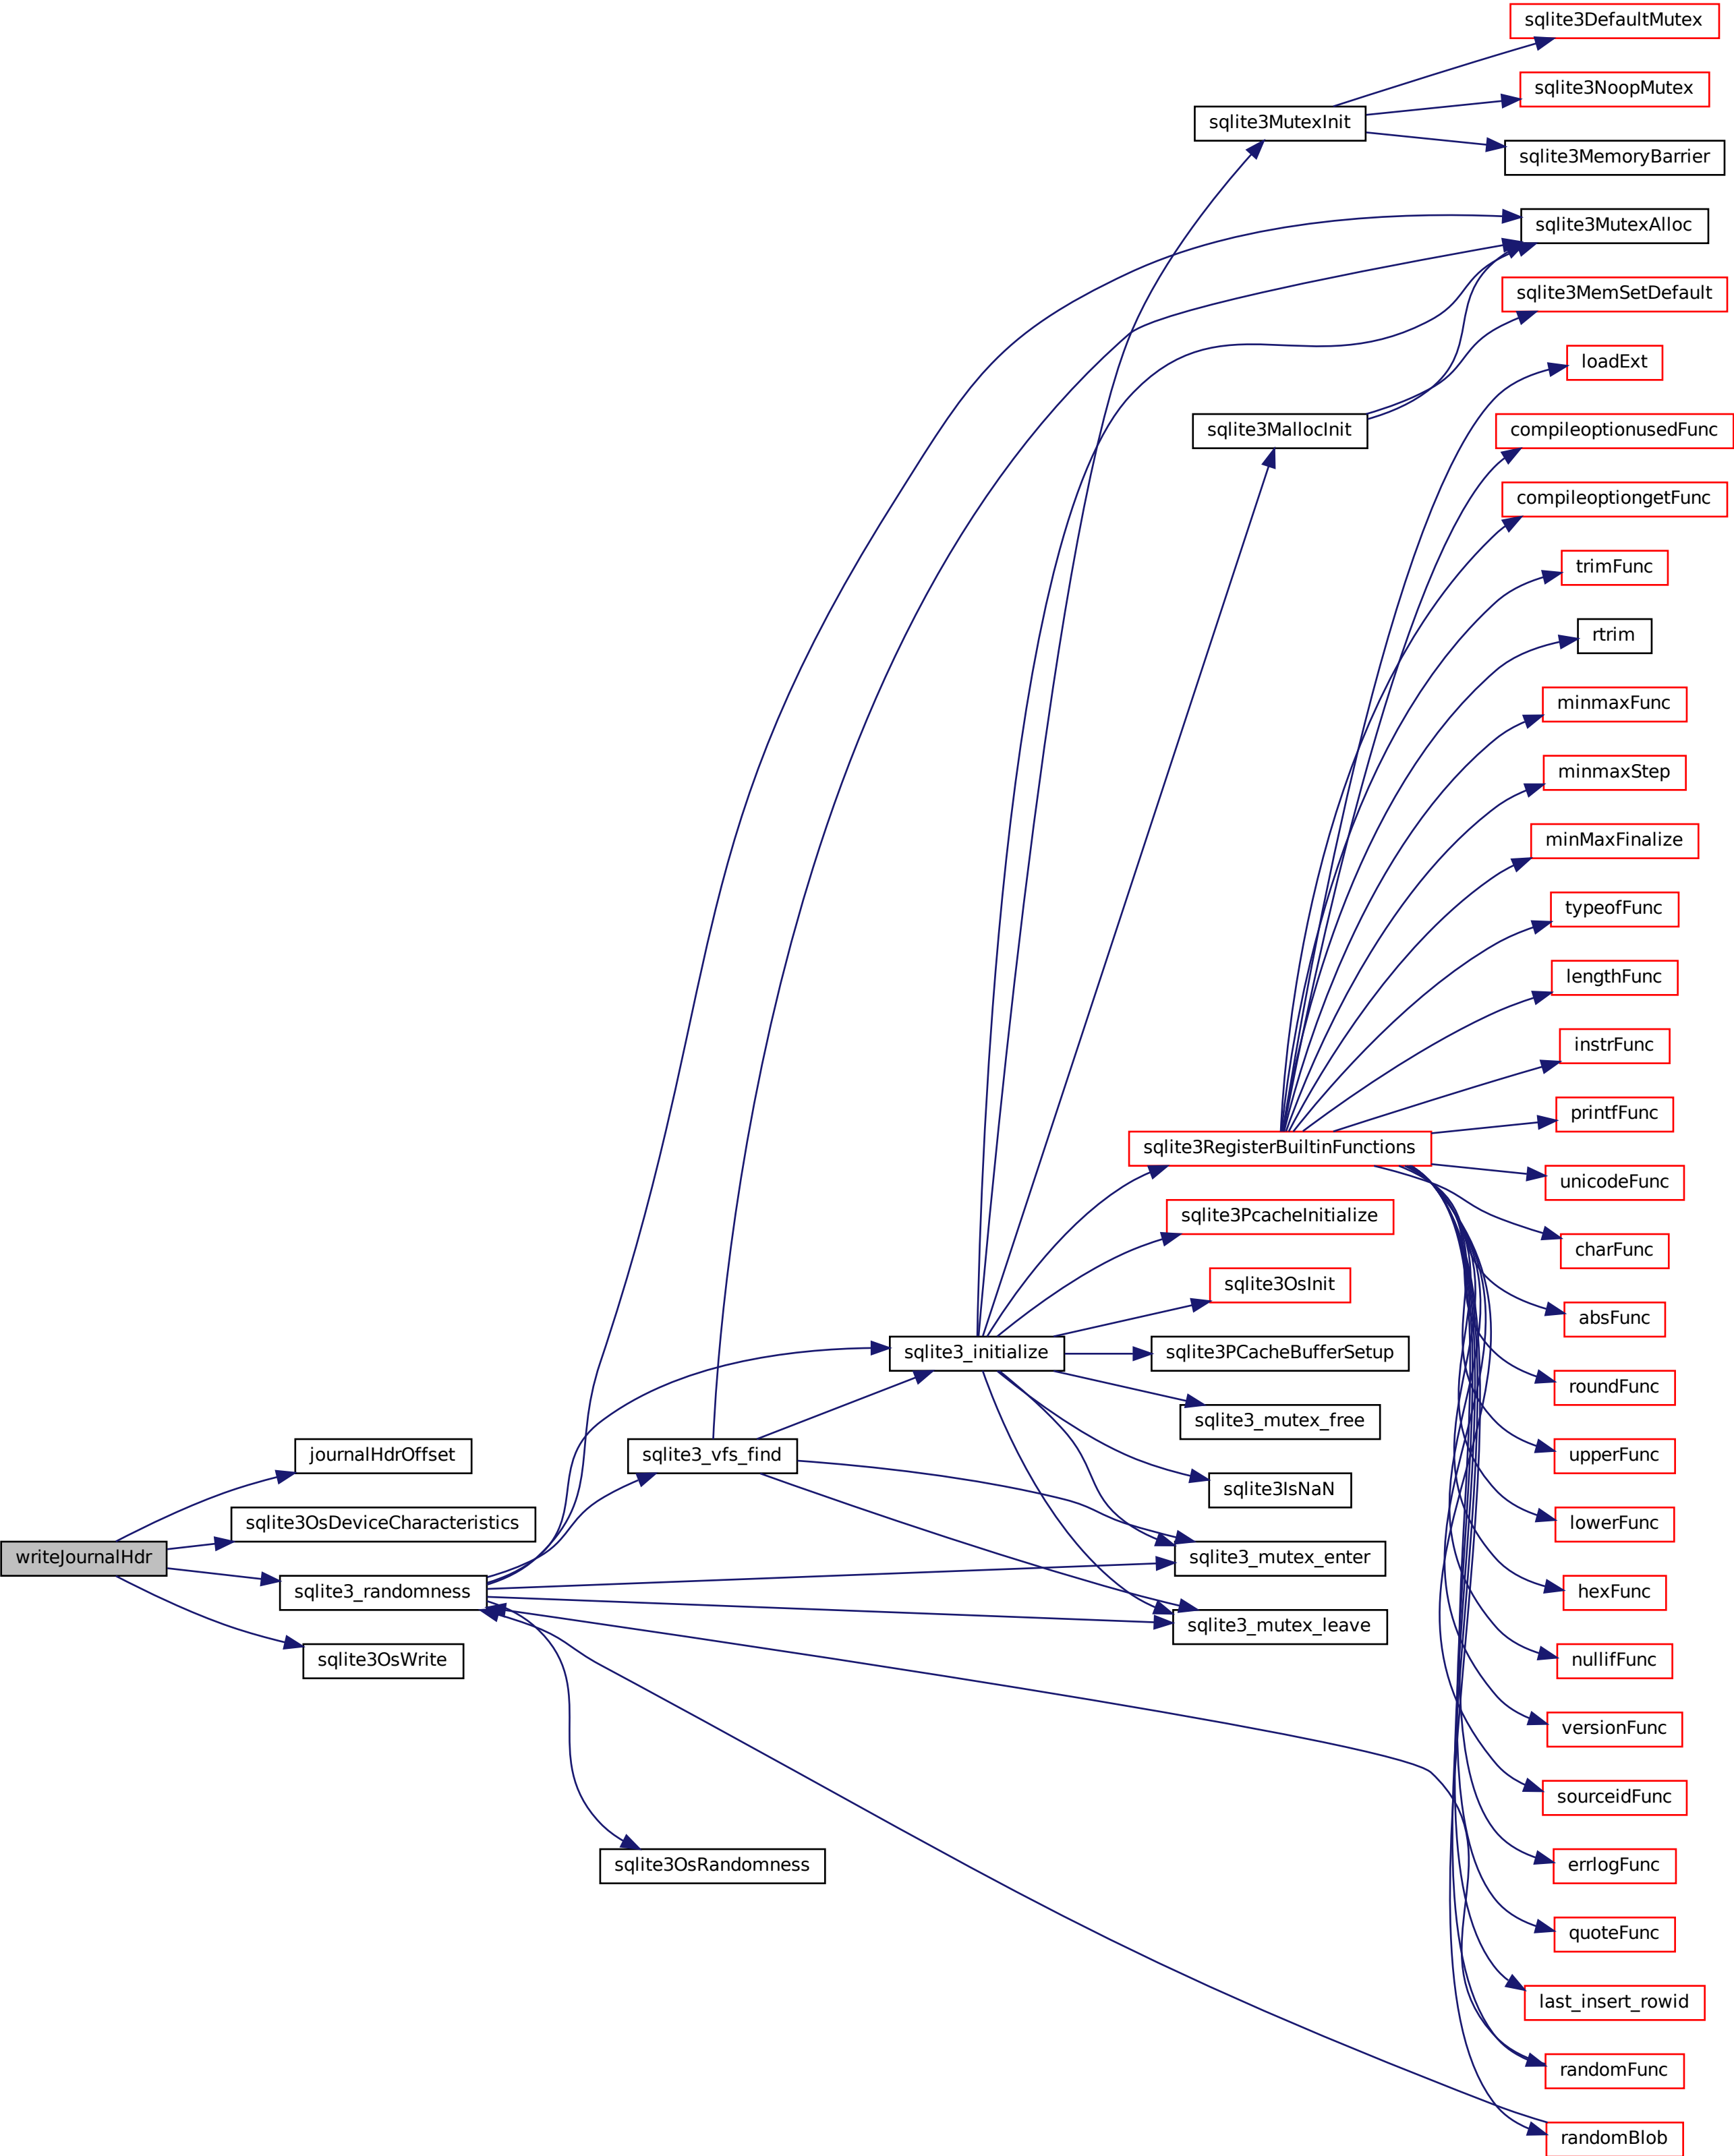 sqlite3DefaultMutex
sqlite3NoopMutex
sqlite3MutexInit
sqlite3MemoryBarrier
sqlite3MutexAlloc
sqlite3MemSetDefault
loadExt
sqlite3MallocInit
compileoptionusedFunc
compileoptiongetFunc
trimFunc
rtrim
minmaxFunc
minmaxStep
minMaxFinalize
typeofFunc
lengthFunc
instrFunc
printfFunc
sqlite3RegisterBuiltinFunctions
unicodeFunc
sqlite3PcacheInitialize
charFunc
sqlite3OsInit
absFunc
sqlite3_initialize
sqlite3PCacheBufferSetup
roundFunc
sqlite3_mutex_free
journalHdrOffset
sqlite3_vfs_find
upperFunc
sqlite3IsNaN
sqlite3OsDeviceCharacteristics
lowerFunc
writeJournalHdr
sqlite3_mutex_enter
sqlite3_randomness
hexFunc
sqlite3_mutex_leave
sqlite3OsWrite
nullifFunc
versionFunc
sourceidFunc
sqlite3OsRandomness
errlogFunc
quoteFunc
last_insert_rowid
randomFunc
randomBlob